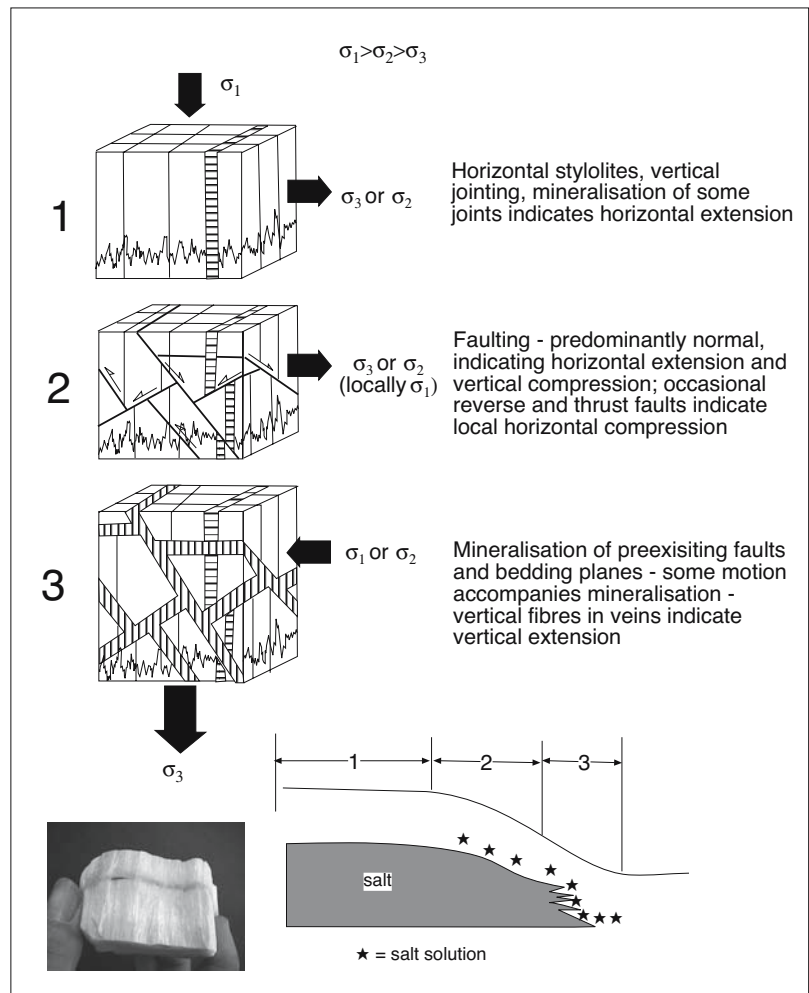 σ1>σ2>σ3
σ1
1
σ3 or σ2
Horizontal stylolites, vertical
jointing, mineralisation of some
joints indicates horizontal extension
2
σ3 or σ2
(locally σ1)
Faulting - predominantly normal,
indicating horizontal extension and
vertical compression; occasional
reverse and thrust faults indicate
local horizontal compression
3
σ1 or σ2
Mineralisation of preexisiting faults
and bedding planes - some motion
accompanies mineralisation -
vertical fibres in veins indicate
vertical extension
σ3
1 2 3
salt
★ = salt solution